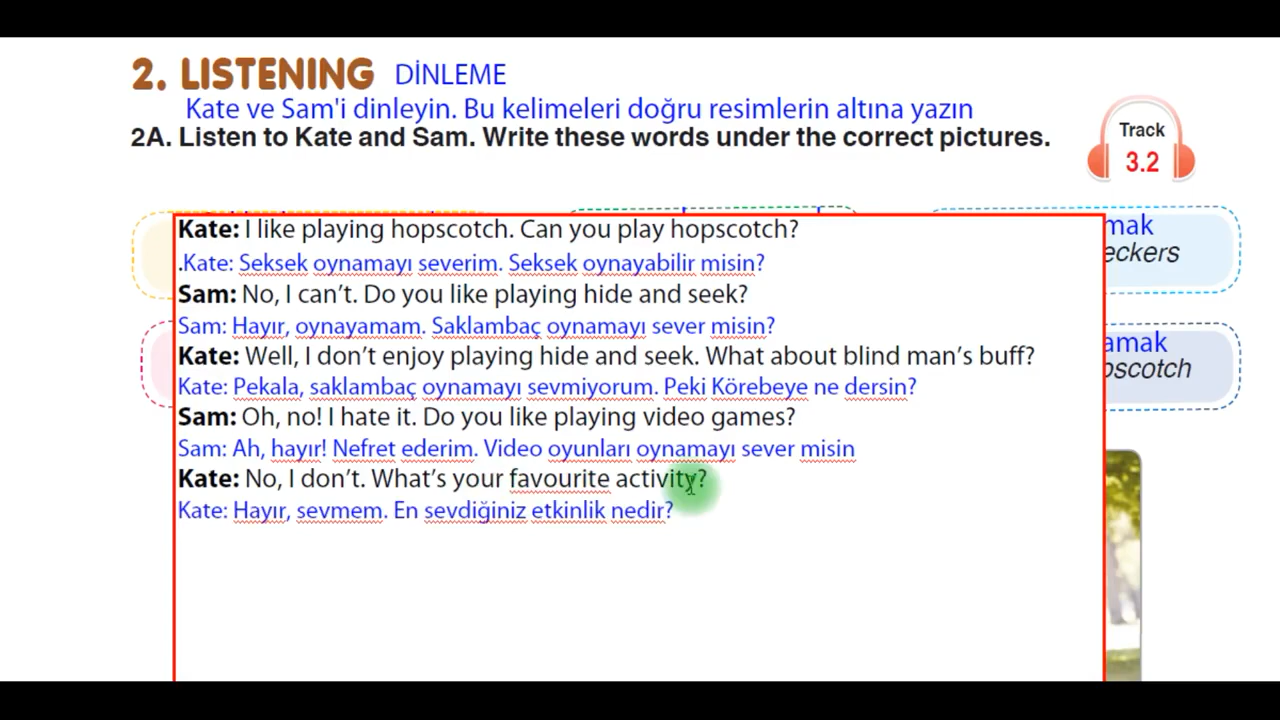 2. LISTENING DİNLEME
Kate ve Sam'i dinleyin. Bu kelimeleri doğru resimlerin altına yazın
2A. Listen to Kate and Sam. Write these words under the correct pictures.
Track
3.2
Kate: I like playing hopscotch. Can you play hopscotch?
.Kate: Seksek oynamayı severim. Seksek oynayabilir misin?
Sam: No, I can't. Do you like playing hide and seek?
Sam: Hayır, oynayamam. Saklambaç oynamayı sever misin?
Kate: Well, I don't enjoy playing hide and seek. What about blind man's buff?
Kate: Pekala, saklambaç oynamayı sevmiyorum. Peki Körebeye ne dersin?
Sam: Oh, no! I hate it. Do you like playing video games?
Sam: Ah, hayır! Nefret ederim. Video oyunları oynamayı sever misin
Kate: No, I don't. What's your favourite activity?
Kate: Hayır, sevmem. En sevdiğiniz etkinlik nedir?
mak
eckers
amak
oscotch